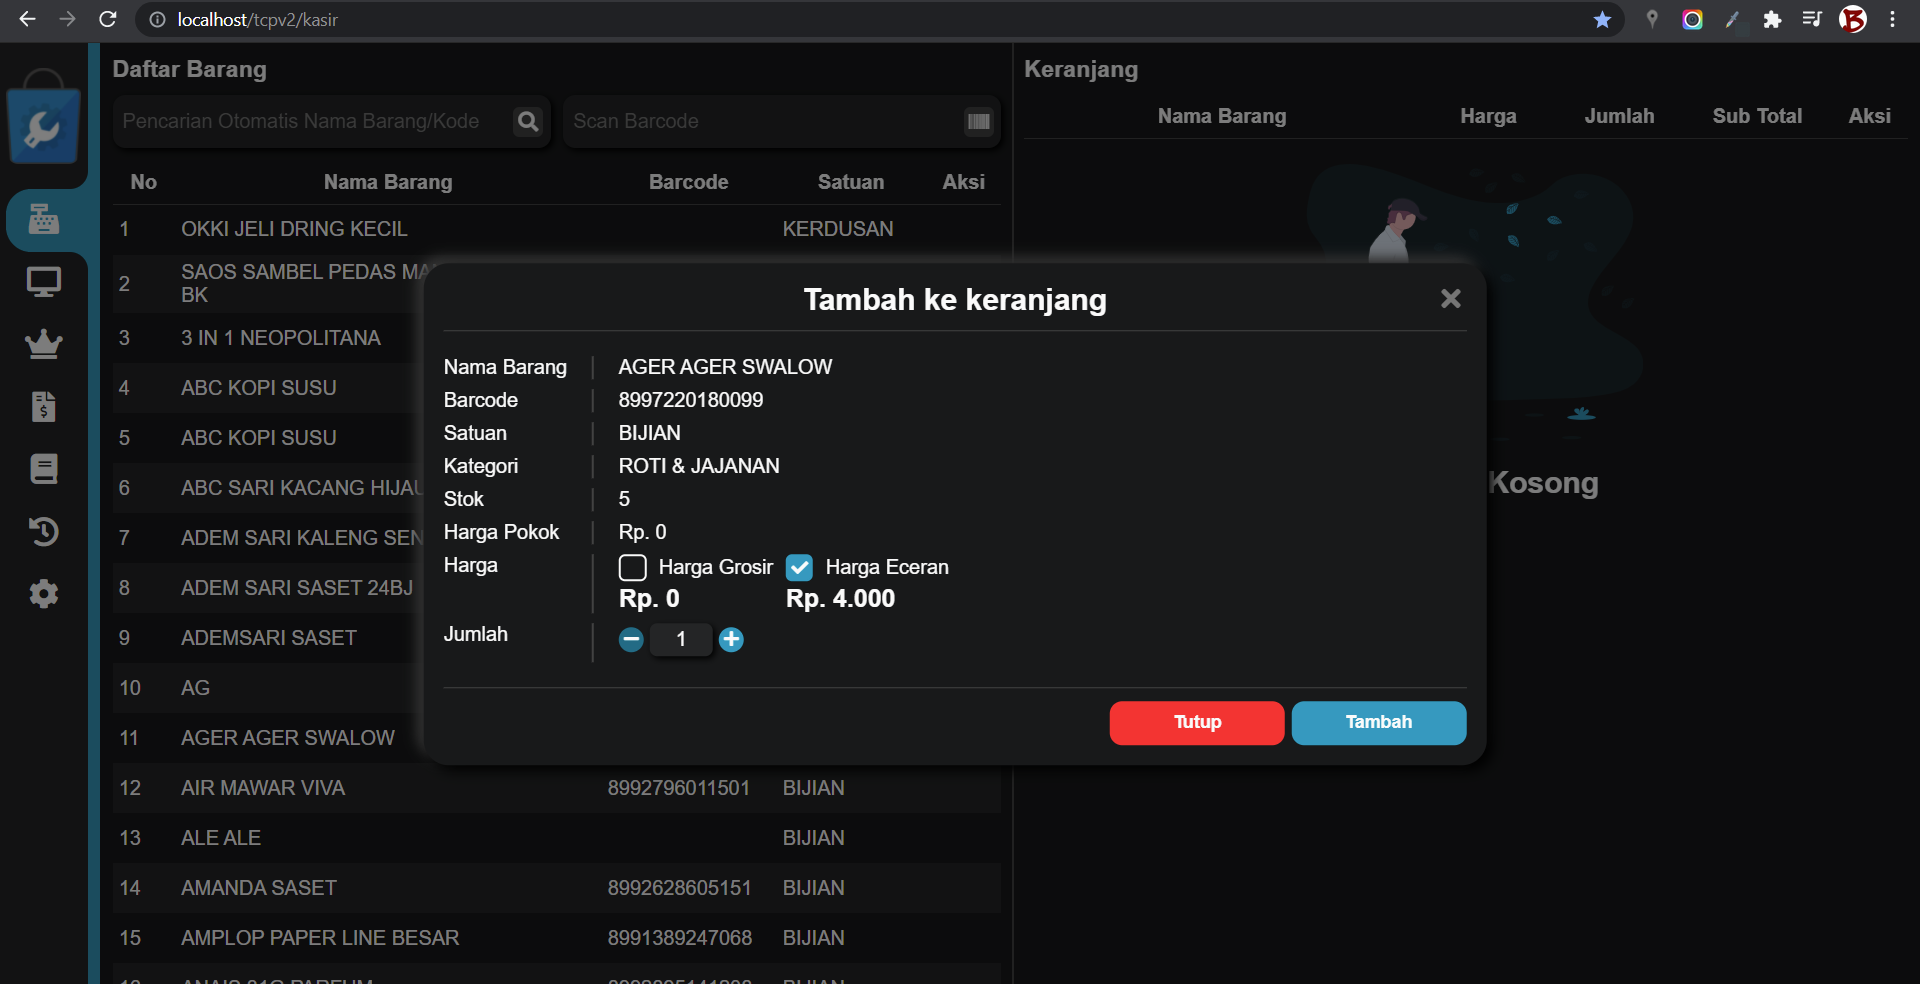 localhost/tcpv2/kasir
Daftar Barang
Pencarian Otomatis Nama Barang/Kode
Scan Barcode
No Nama Barang Barcode Satuan Aksi
1 OKKI JELI DRING KECIL KERDUSAN
2 SAOS SAMBEL PEDAS
BK
3 3 IN 1 NEOPOLITANA
4 ABC KOPI SUSU
5 ABC KOPI SUSU
6 ABC SARI KACANG HIJAU
7 ADEM SARI KALENG
8 ADEM SARI SASET 24BJ
9 ADEMSARI SASET
10 AG
11 AGER AGER SWALOW
12 AIR MAWAR VIVA 8992796011501 BIJIAN
13 ALE ALE BIJIAN
14 AMANDA SASET 8992628605151 BIJIAN
15 AMPLOP PAPER LINE BESAR 8991389247068 BIJIAN
Keranjang
Nama Barang Harga Jumlah Sub Total Aksi
Kosong
Tambah ke keranjang
Nama Barang AGER AGER SWALOW
Barcode 8997220180099
Satuan BIJIAN
Kategori ROTI & JAJANAN
Stok 5
Harga Pokok Rp. 0
Harga Harga Grosir Harga Eceran
Rp. 0 Rp. 4.000
Jumlah 1
Tutup Tambah